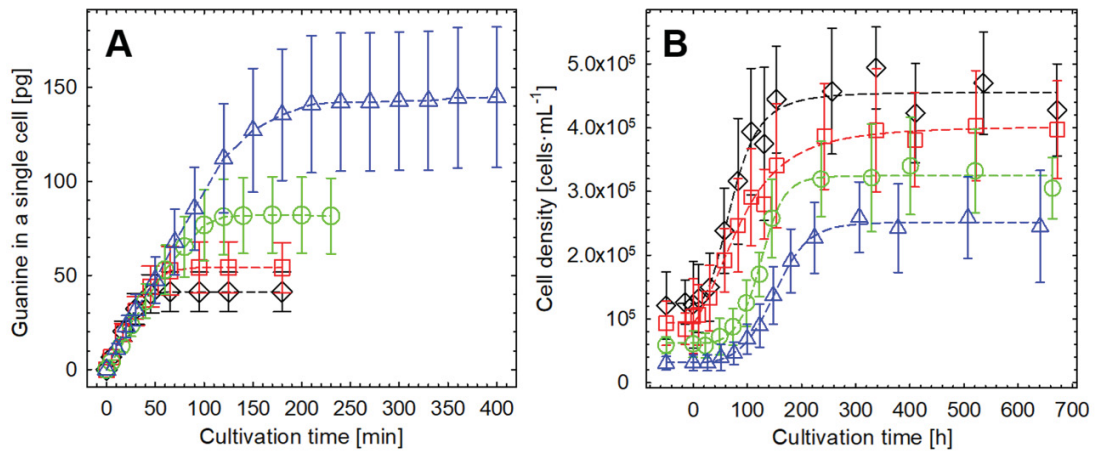 A
Guanine in a single cell [pg]
150
100
50
0
0 50 100 150 200 250 300 350 400
Cultivation time [min]
B
Cell density [cells·mL⁻¹]
5.0x10⁵
4.0x10⁵
3.0x10⁵
2.0x10⁵
10⁵
0
0 100 200 300 400 500 600 700
Cultivation time [h]